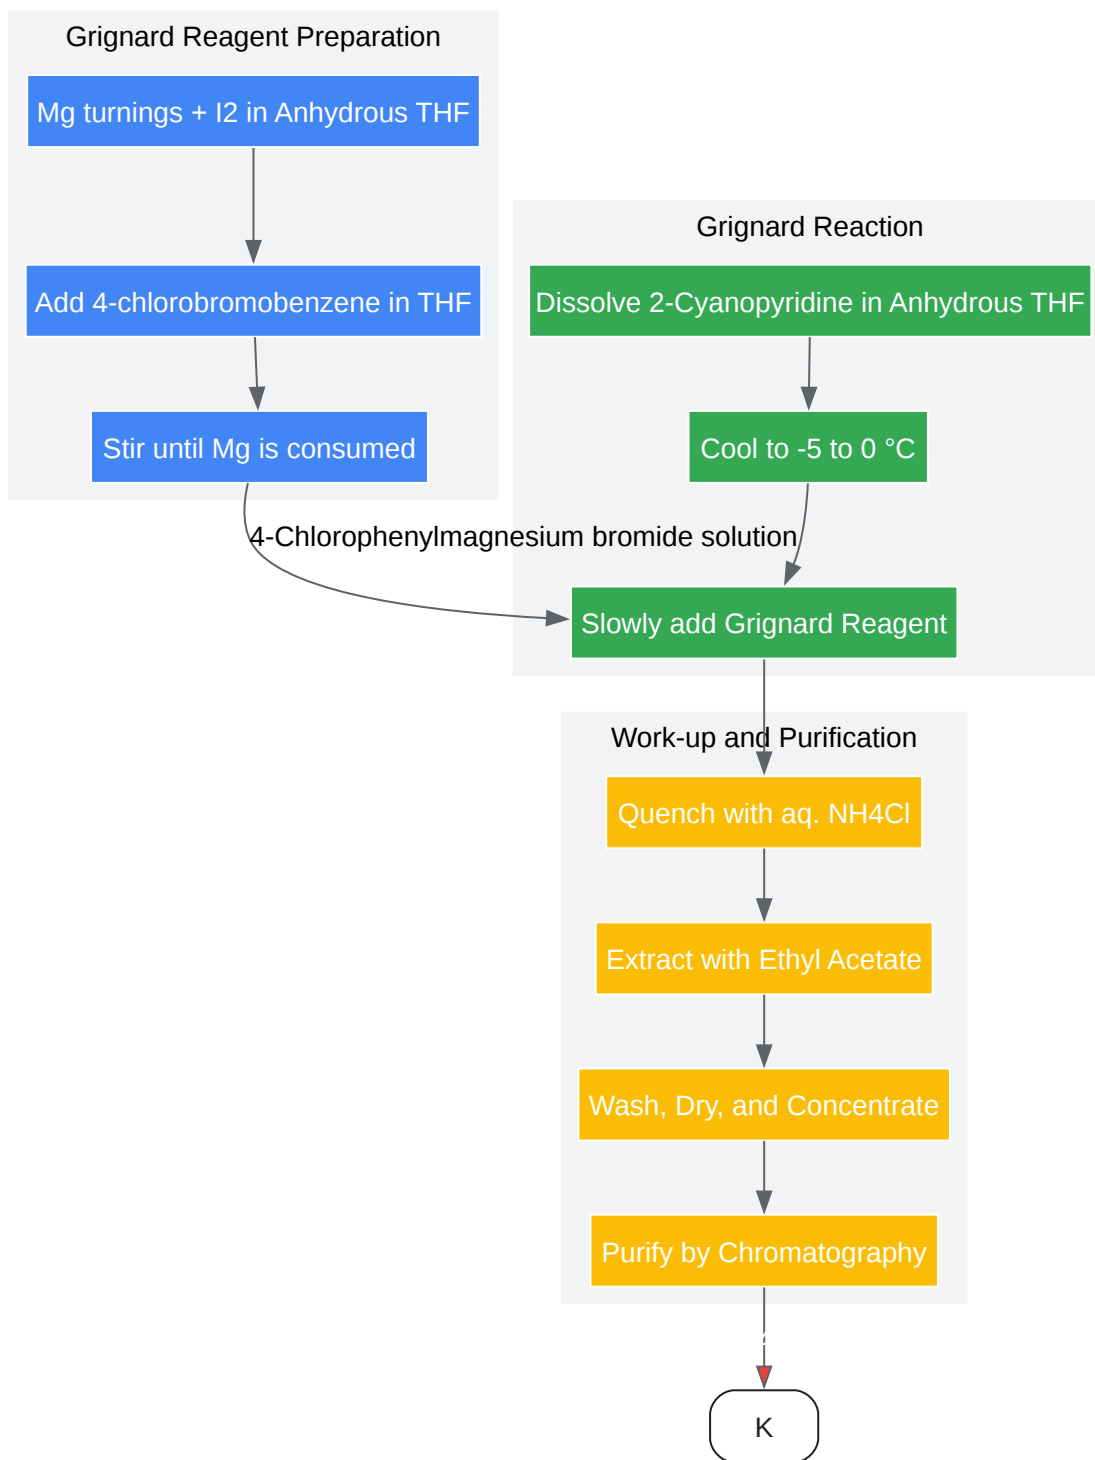 Grignard Reagent Preparation
Mg turnings + I2 in Anhydrous THF
Add 4-chlorobromobenzene in THF
Stir until Mg is consumed
Grignard Reaction
Dissolve 2-Cyanopyridine in Anhydrous THF
Cool to -5 to 0 °C
4-Chlorophenylmagnesium bromide solution
Slowly add Grignard Reagent
Work-up and Purification
Quench with aq. NH4Cl
Extract with Ethyl Acetate
Wash, Dry, and Concentrate
Purify by Chromatography
K